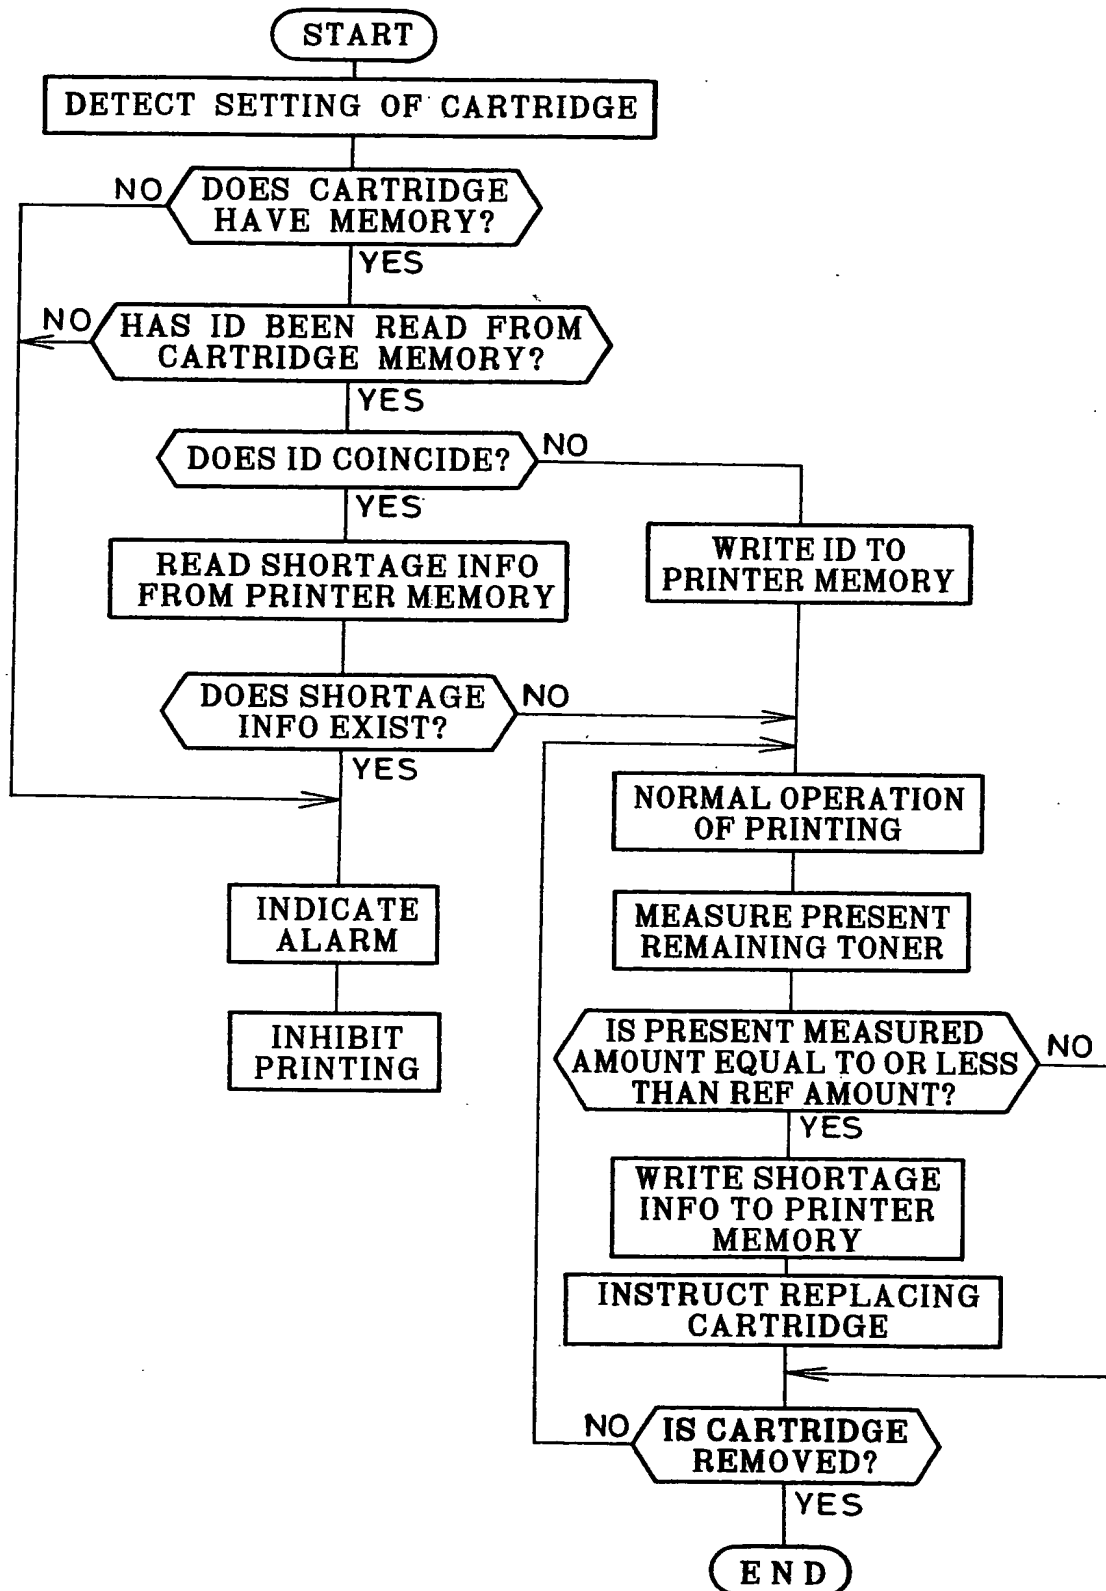 START
DETECT SETTING OF CARTRIDGE
NO
DOES CARTRIDGE
HAVE MEMORY?
YES
NO
HAS ID BEEN READ FROM
CARTRIDGE MEMORY?
YES
DOES ID COINCIDE?
NO
YES
READ SHORTAGE INFO
FROM PRINTER MEMORY
WRITE ID TO
PRINTER MEMORY
DOES SHORTAGE
INFO EXIST?
NO
YES
NORMAL OPERATION
OF PRINTING
INDICATE
ALARM
MEASURE PRESENT
REMAINING TONER
INHIBIT
PRINTING
IS PRESENT MEASURED
AMOUNT EQUAL TO OR LESS
THAN REF AMOUNT?
NO
YES
WRITE SHORTAGE
INFO TO PRINTER
MEMORY
INSTRUCT REPLACING
CARTRIDGE
NO
IS CARTRIDGE
REMOVED?
YES
END